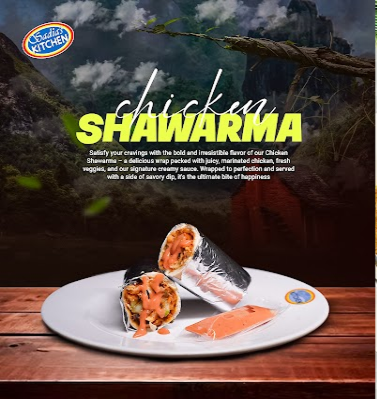 Sadia's
KITCHEN
chicken
SHAWARMA
Satisfy your cravings with the bold and irresistible flavor of our Chicken
Shawarma – a delicious wrap packed with juicy, marinated chicken, fresh
veggies, and our signature creamy sauce. Wrapped to perfection and served
with a side of savory dip, it's the ultimate bite of happiness